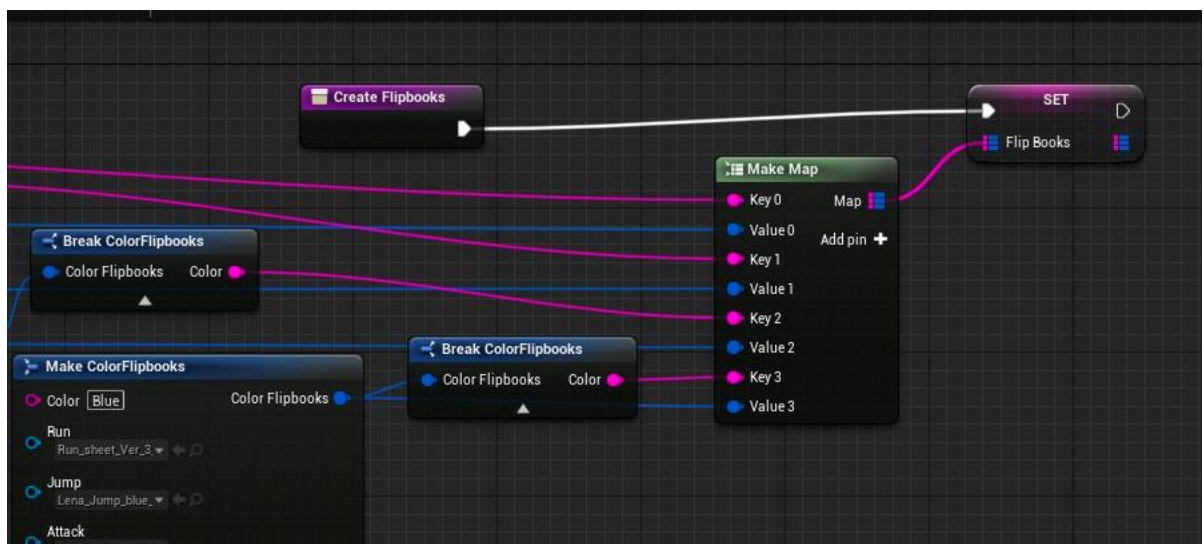 Create Flipbooks
SET
Flip Books
Make Map
Key 0 Map
Value 0 Add pin
Key 1
Value 1
Key 2
Value 2
Key 3
Value 3
Break ColorFlipbooks
Color Flipbooks Color
Break ColorFlipbooks
Color Flipbooks Color
Make ColorFlipbooks
Color Blue Color Flipbooks
Run
Run_sheet_Ver_3_
Jump
Lena_Jump_blue_
Attack